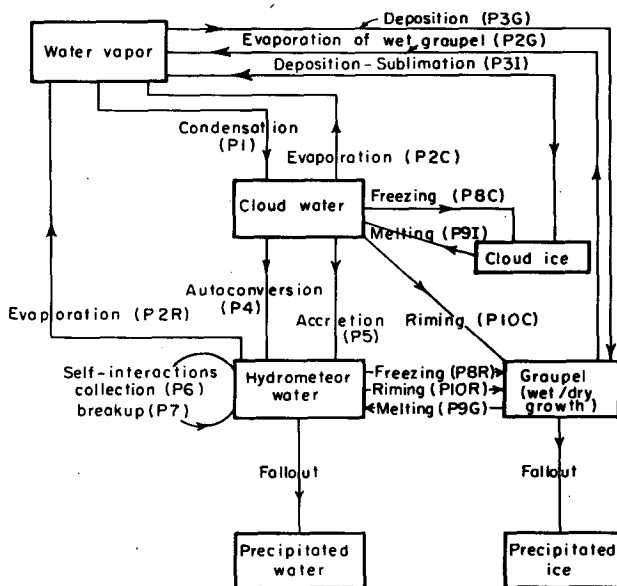 Deposition (P3G)
Water vapor
Evaporation of wet graupel (P2G)
Deposition-Sublimation (P3I)
Condensation
(P1)
Evaporation (P2C)
Cloud water
Freezing (P8C)
Melting (P9I)
Cloud ice
Autoconversion
(P4)
Evaporation (P2R)
Accretion
(P5)
Riming (P10C)
Self-interactions
collection (P6)
breakup (P7)
Hydrometeor
water
Freezing (P8R)
Riming (P10R)
Melting (P9G)
Graupel
(wet/dry
growth)
Fallout
Fallout
Precipitated
water
Precipitated
ice